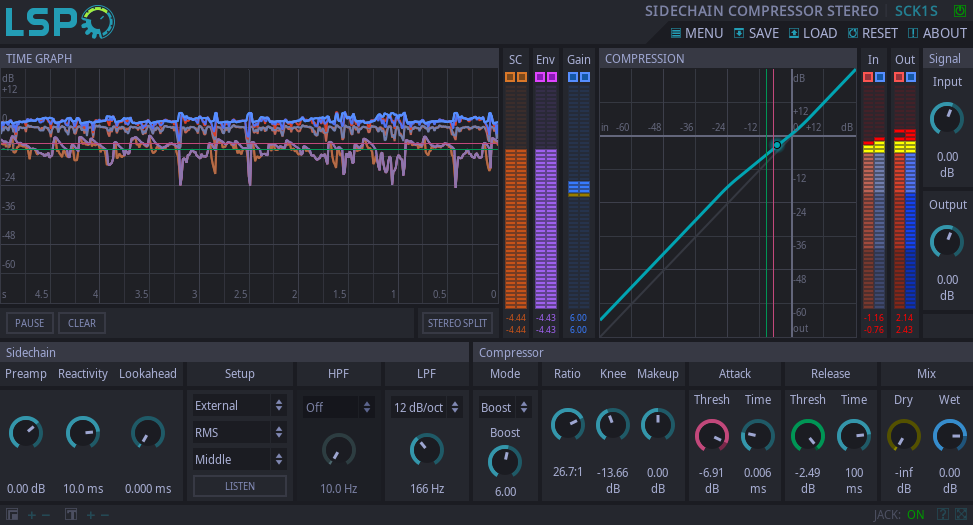 LSP
SIDECHAIN COMPRESSOR STEREO
SCK1S
MENU SAVE LOAD RESET ABOUT
TIME GRAPH
SC Env Gain
COMPRESSION
In Out
Signal
dB
+12
0
-24
-36
-48
-60
s 4.5 4 3.5 3 2.5 2 1.5 1 0.5 0
PAUSE CLEAR STEREO SPLIT
-4.44 -4.43 6.00
-4.44 -4.43 6.00
dB
+12
in -60 -48 -36 -24 -12 +12 dB
-12
-24
-36
-48
-60
out
-1.16 2.14
-0.76 2.43
Input
0.00
dB
Output
0.00
dB
Sidechain
Preamp Reactivity Lookahead
0.00 dB 10.0 ms 0.000 ms
Setup
External
RMS
Middle
LISTEN
HPF
Off
10.0 Hz
LPF
12 dB/oct
166 Hz
Compressor
Mode
Boost
Boost
6.00
Ratio Knee Makeup
26.7:1 -13.66 0.00
dB dB
Attack
Thresh Time
-6.91 0.006
dB ms
Release
Thresh Time
-2.49 100
dB ms
Mix
Dry Wet
-inf 0.00
dB dB
JACK: ON